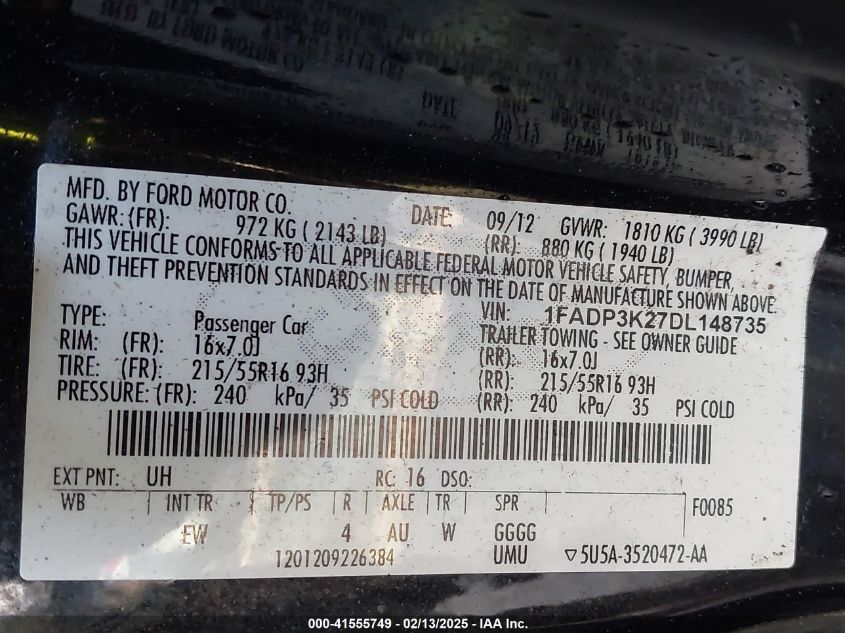 MFD. BY FORD MOTOR CO. DATE: 09/12 GVWR: 1810 KG ( 3990 LB)
GAWR: (FR): 972 KG ( 2143 LB) (RR): 880 KG ( 1940 LB)
THIS VEHICLE CONFORMS TO ALL APPLICABLE FEDERAL MOTOR VEHICLE SAFETY, BUMPER,
AND THEFT PREVENTION STANDARDS IN EFFECT ON THE DATE OF MANUFACTURE SHOWN ABOVE.
VIN: 1FADP3K27DL148735
TYPE: Passenger Car TRAILER TOWING - SEE OWNER GUIDE
RIM: (FR): 16x7.0J (RR): 16x7.0J
TIRE: (FR): 215/55R16 93H (RR): 215/55R16 93H
PRESSURE: (FR): 240 kPa/ 35 PSI COLD (RR): 240 kPa/ 35 PSI COLD
EXT PNT: UH RC: 16 DSO:
WB INT TR TP/PS R AXLE TR SPR F0085
EW 4 AU W GGGG
1201209226384 UMU ▽5U5A-3520472-AA
000-41555749 - 02/13/2025 - IAA Inc.